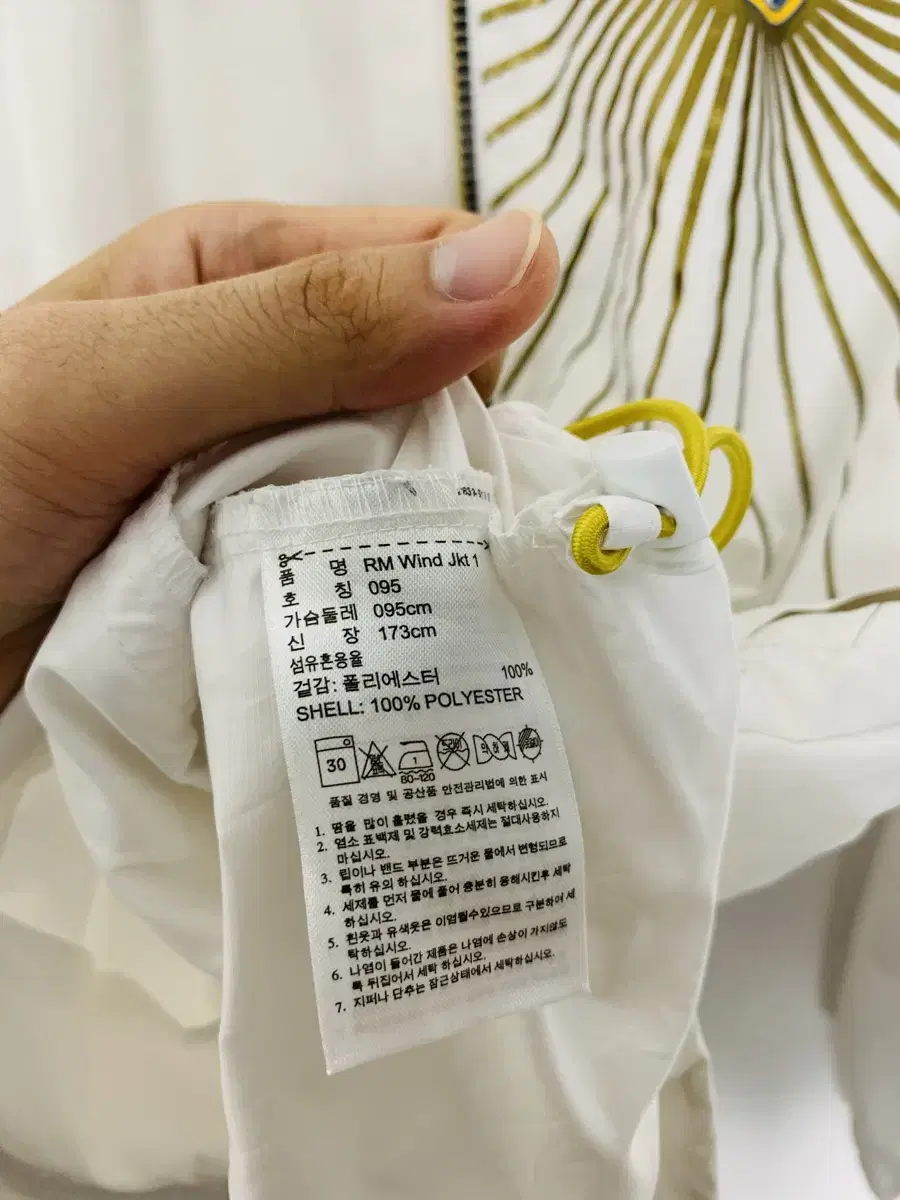 품 명 RM Wind Jkt 1
호 칭 095
가슴둘레 095cm
신 장 173cm
섬유혼용율
겉감: 폴리에스터 100%
SHELL: 100% POLYESTER
30 1
80-120
품질 경영 및 공산품 안전관리법에 의한 표시
1. 땀을 많이 흘렸을 경우 즉시 세탁하십시오.
2. 염소 표백제 및 강력효소세제는 절대사용하지
마십시오.
3. 립이나 밴드 부분은 뜨거운 물에서 변형되므로
특히 유의 하십시오.
4. 세제를 먼저 물에 풀어 충분히 용해시킨후 세탁
하십시오.
5. 흰옷과 유색옷은 이염될수있으므로 구분하여 세
탁하십시오.
6. 나염이 들어간 제품은 나염에 손상이 가지않도
록 뒤집어서 세탁 하십시오.
7. 지퍼나 단추는 잠근상태에서 세탁하십시오.